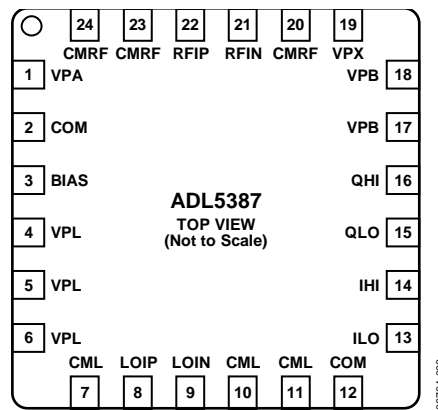 24 23 22 21 20 19
CMRF CMRF RFIP RFIN CMRF VPX
1 VPA VPB 18
2 COM VPB 17
3 BIAS QHI 16
ADL5387
TOP VIEW
(Not to Scale)
4 VPL QLO 15
5 VPL IHI 14
6 VPL ILO 13
CML LOIP LOIN CML CML COM
7 8 9 10 11 12